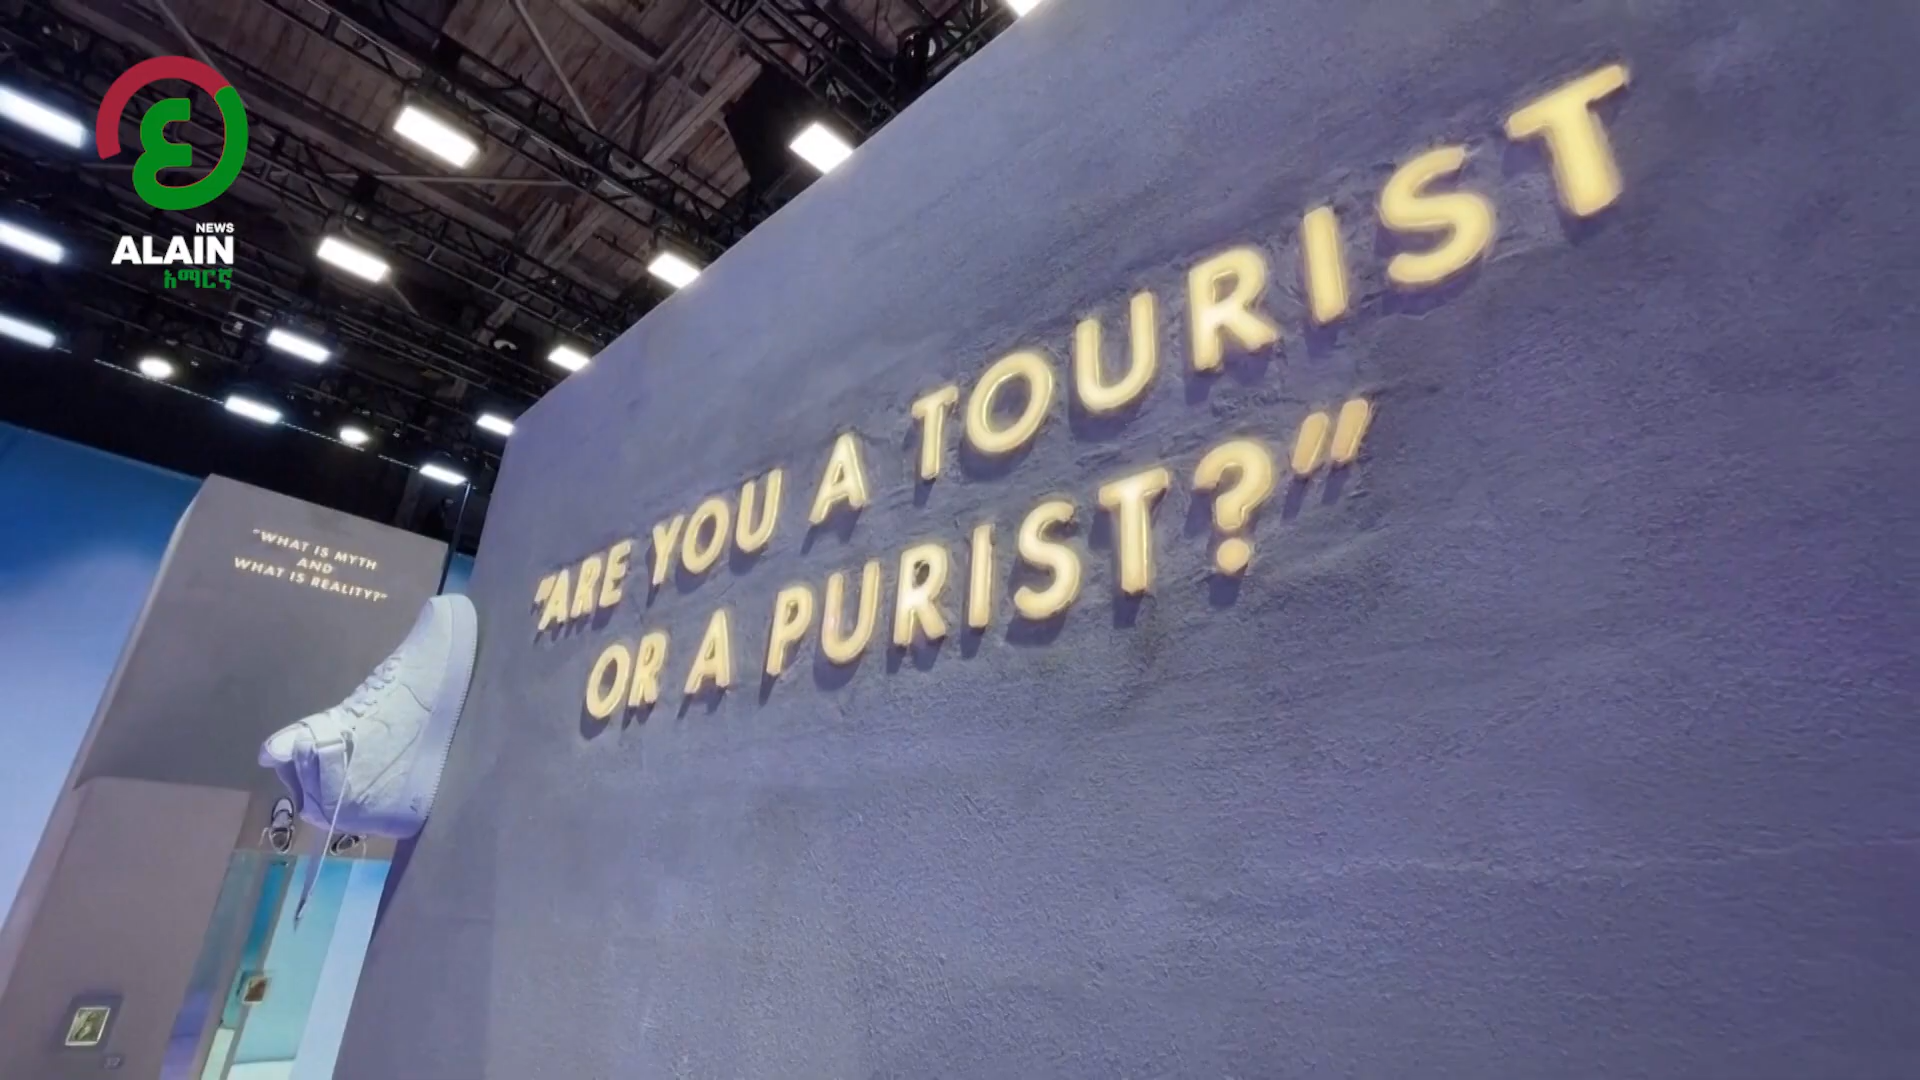 NEWS
ALAIN
አማርኛ
"WHAT IS MYTH
AND
WHAT IS REALITY?"
"ARE YOU A TOURIST
OR A PURIST?"